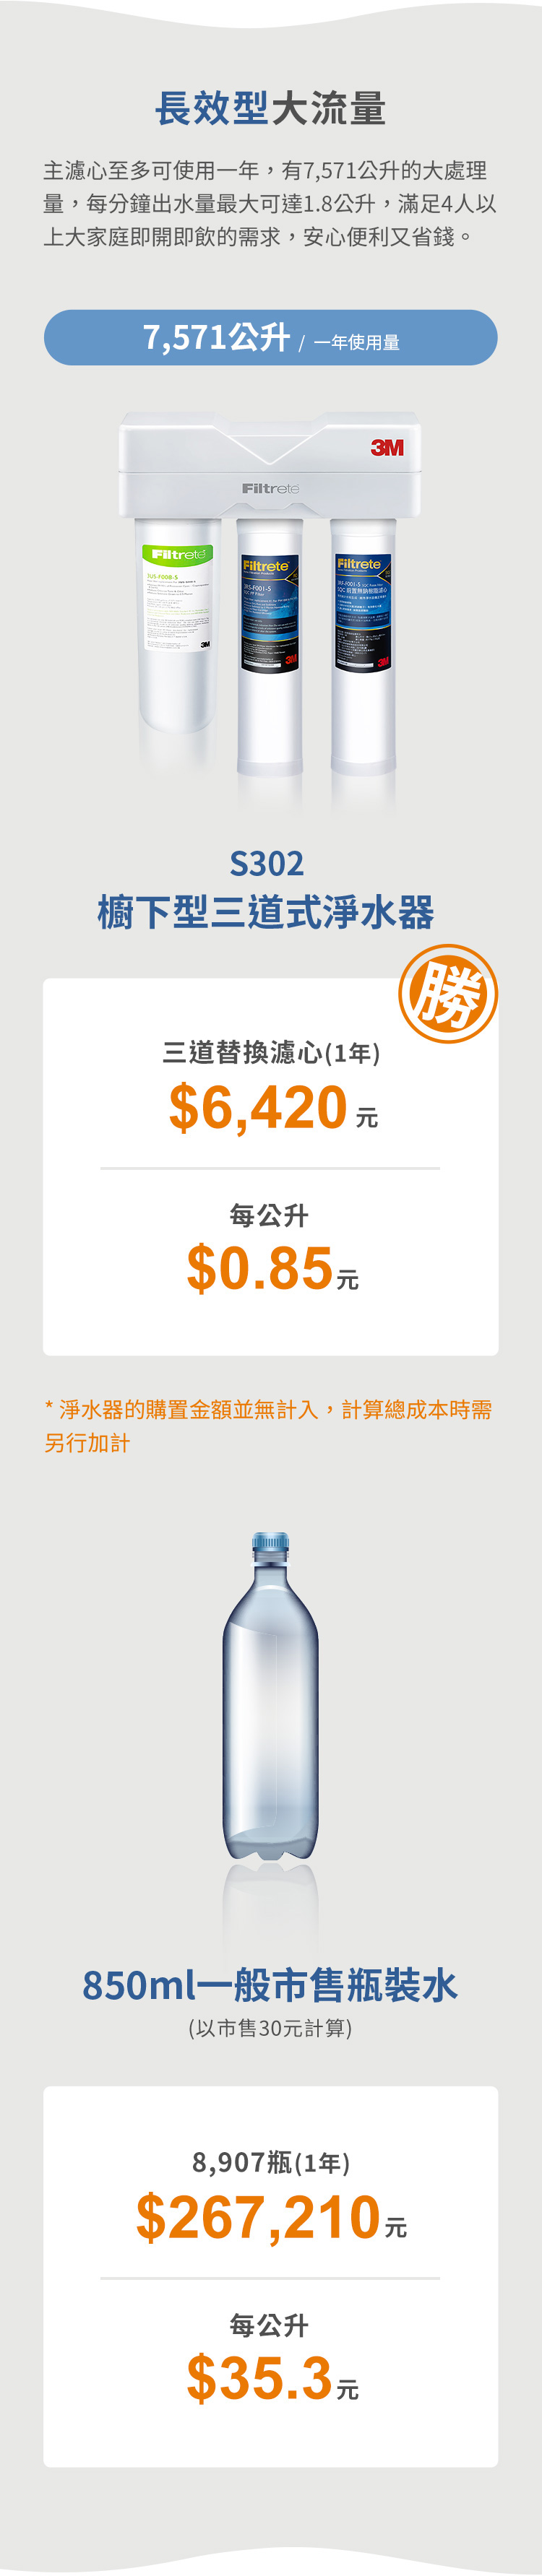 長效型大流量
主濾心至多可使用一年，有7,571公升的大處理
量，每分鐘出水量最大可達1.8公升，滿足4人以
上大家庭即開即飲的需求，安心便利又省錢。
7,571公升 / 一年使用量
3M
Filtrete
Filtrete
3US-F008-5
3M
Filtrete
3RS-F001-5
3M
Filtrete
3RF-F001-5
3M
S302
櫥下型三道式淨水器
勝
三道替換濾心(1年)
$6,420 元
每公升
$0.85元
* 淨水器的購置金額並無計入，計算總成本時需
另行加計
850ml一般市售瓶裝水
(以市售30元計算)
8,907瓶(1年)
$267,210元
每公升
$35.3元